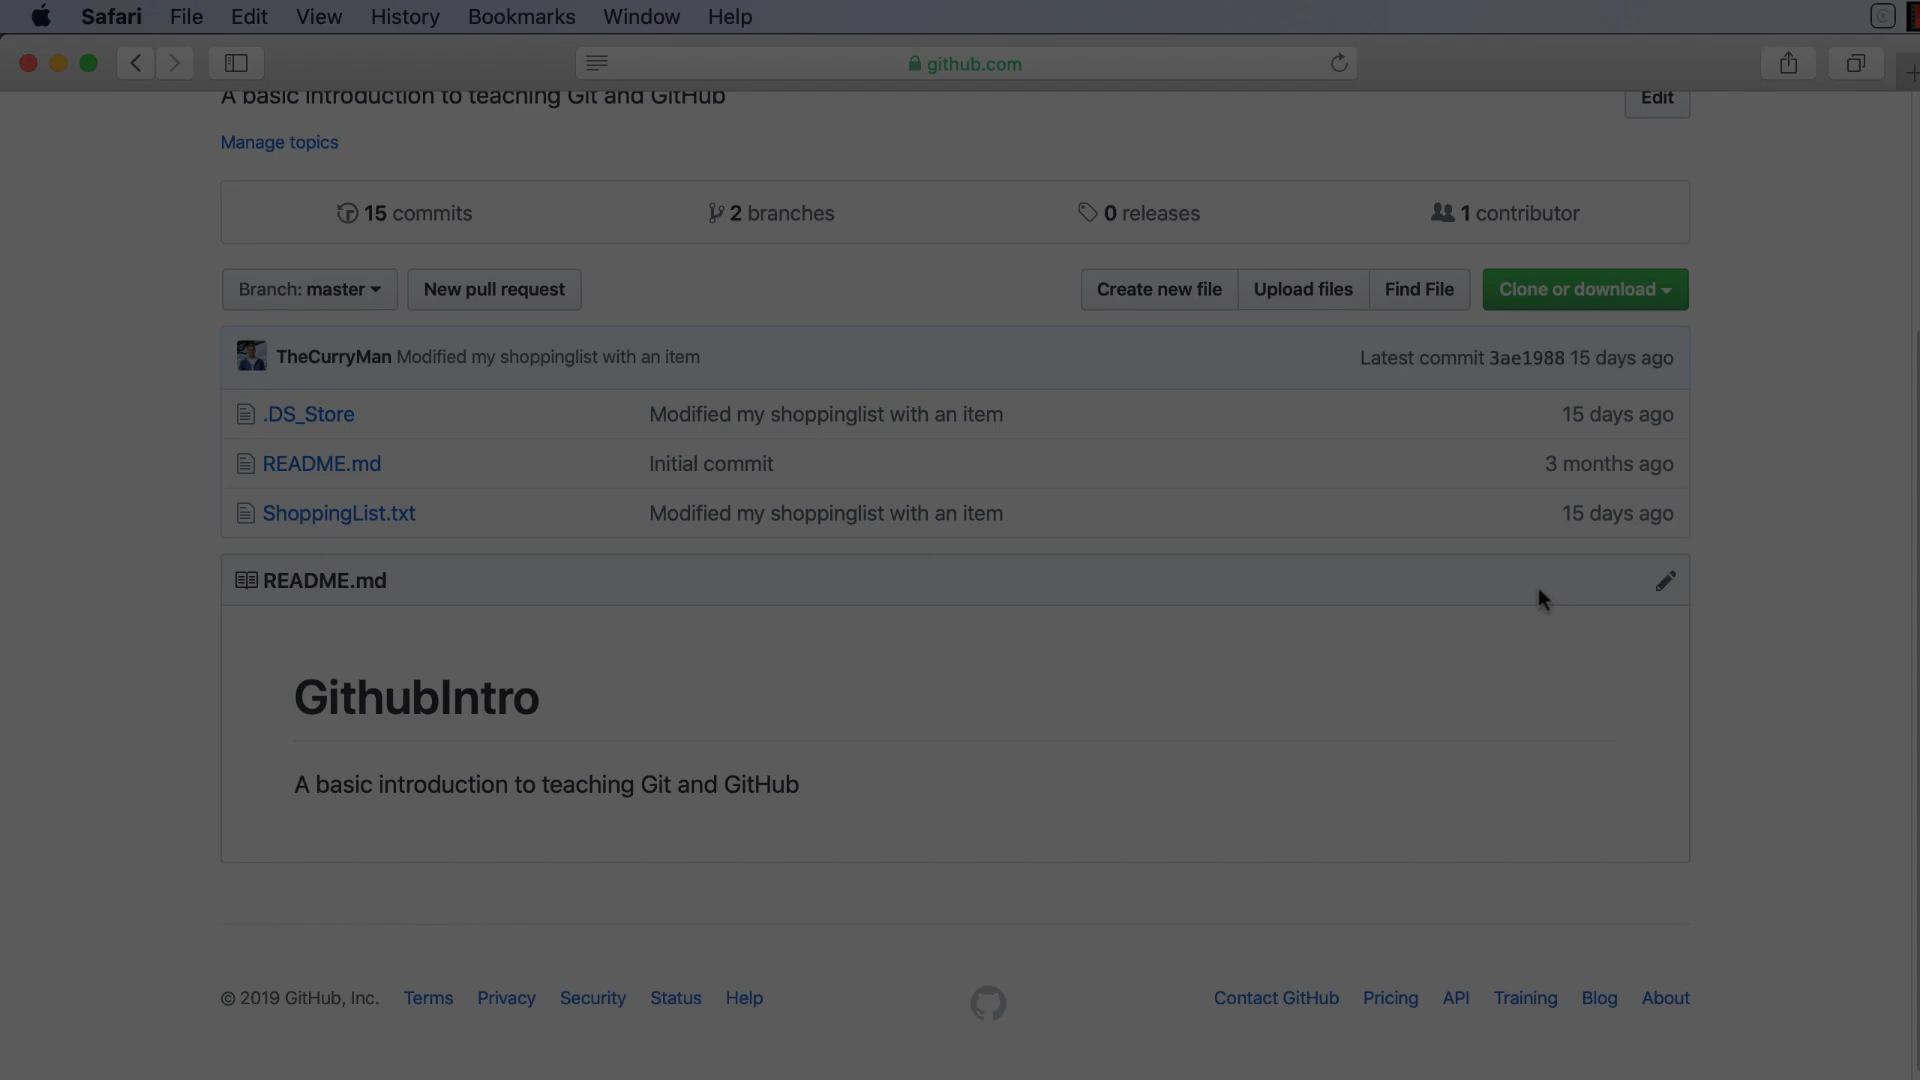 Safari File Edit View History Bookmarks Window Help
github.com
A basic introduction to teaching Git and GitHub
Edit
Manage topics
15 commits 2 branches 0 releases 1 contributor
Branch: master New pull request Create new file Upload files Find File Clone or download
TheCurryMan Modified my shoppinglist with an item Latest commit 3ae1988 15 days ago
.DS_Store Modified my shoppinglist with an item 15 days ago
README.md Initial commit 3 months ago
ShoppingList.txt Modified my shoppinglist with an item 15 days ago
README.md
GithubIntro
A basic introduction to teaching Git and GitHub
© 2019 GitHub, Inc. Terms Privacy Security Status Help Contact GitHub Pricing API Training Blog About